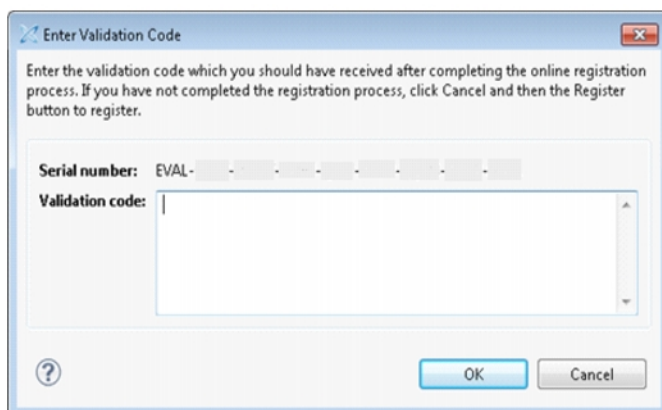 Enter Validation Code
Enter the validation code which you should have received after completing the online registration
process. If you have not completed the registration process, click Cancel and then the Register
button to register.
Serial number: EVAL- - - - - - - -
Validation code:
OK Cancel